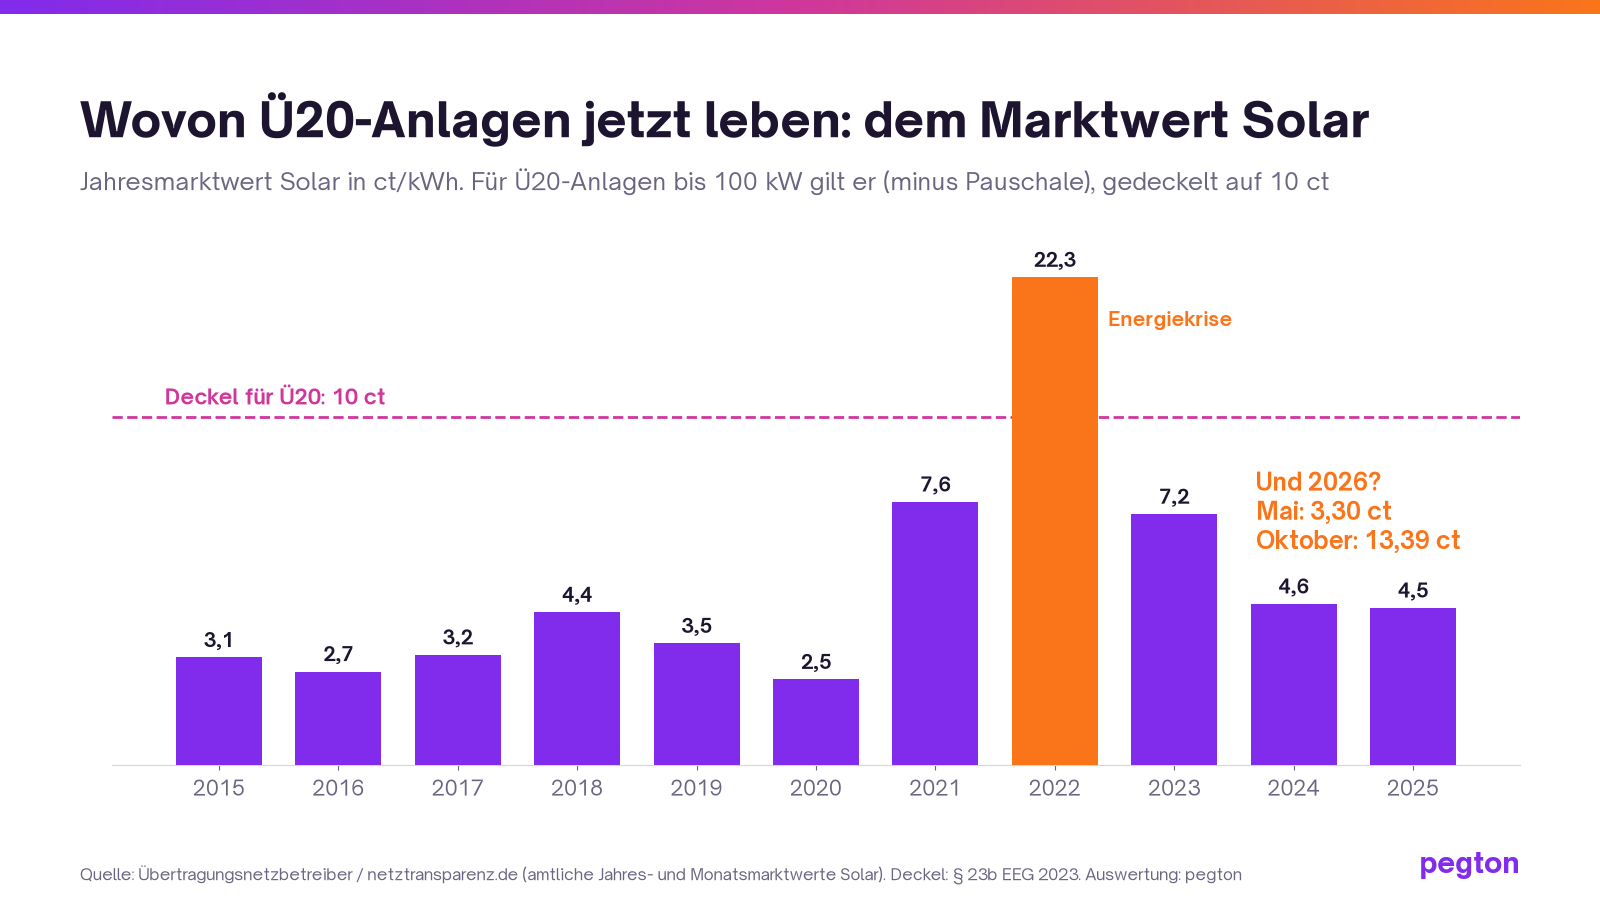 Wovon Ü20-Anlagen jetzt leben: dem Marktwert Solar
Jahresmarktwert Solar in ct/kWh. Für Ü20-Anlagen bis 100 kW gilt er (minus Pauschale), gedeckelt auf 10 ct
22,3
Energiekrise
Deckel für Ü20: 10 ct
Und 2026?
Mai: 3,30 ct
Oktober: 13,39 ct
3,1
2,7
3,2
4,4
3,5
2,5
7,6
7,2
4,6
4,5
2015 2016 2017 2018 2019 2020 2021 2022 2023 2024 2025
Quelle: Übertragungsnetzbetreiber / netztransparenz.de (amtliche Jahres- und Monatsmarktwerte Solar). Deckel: § 23b EEG 2023. Auswertung: pegton
pegton